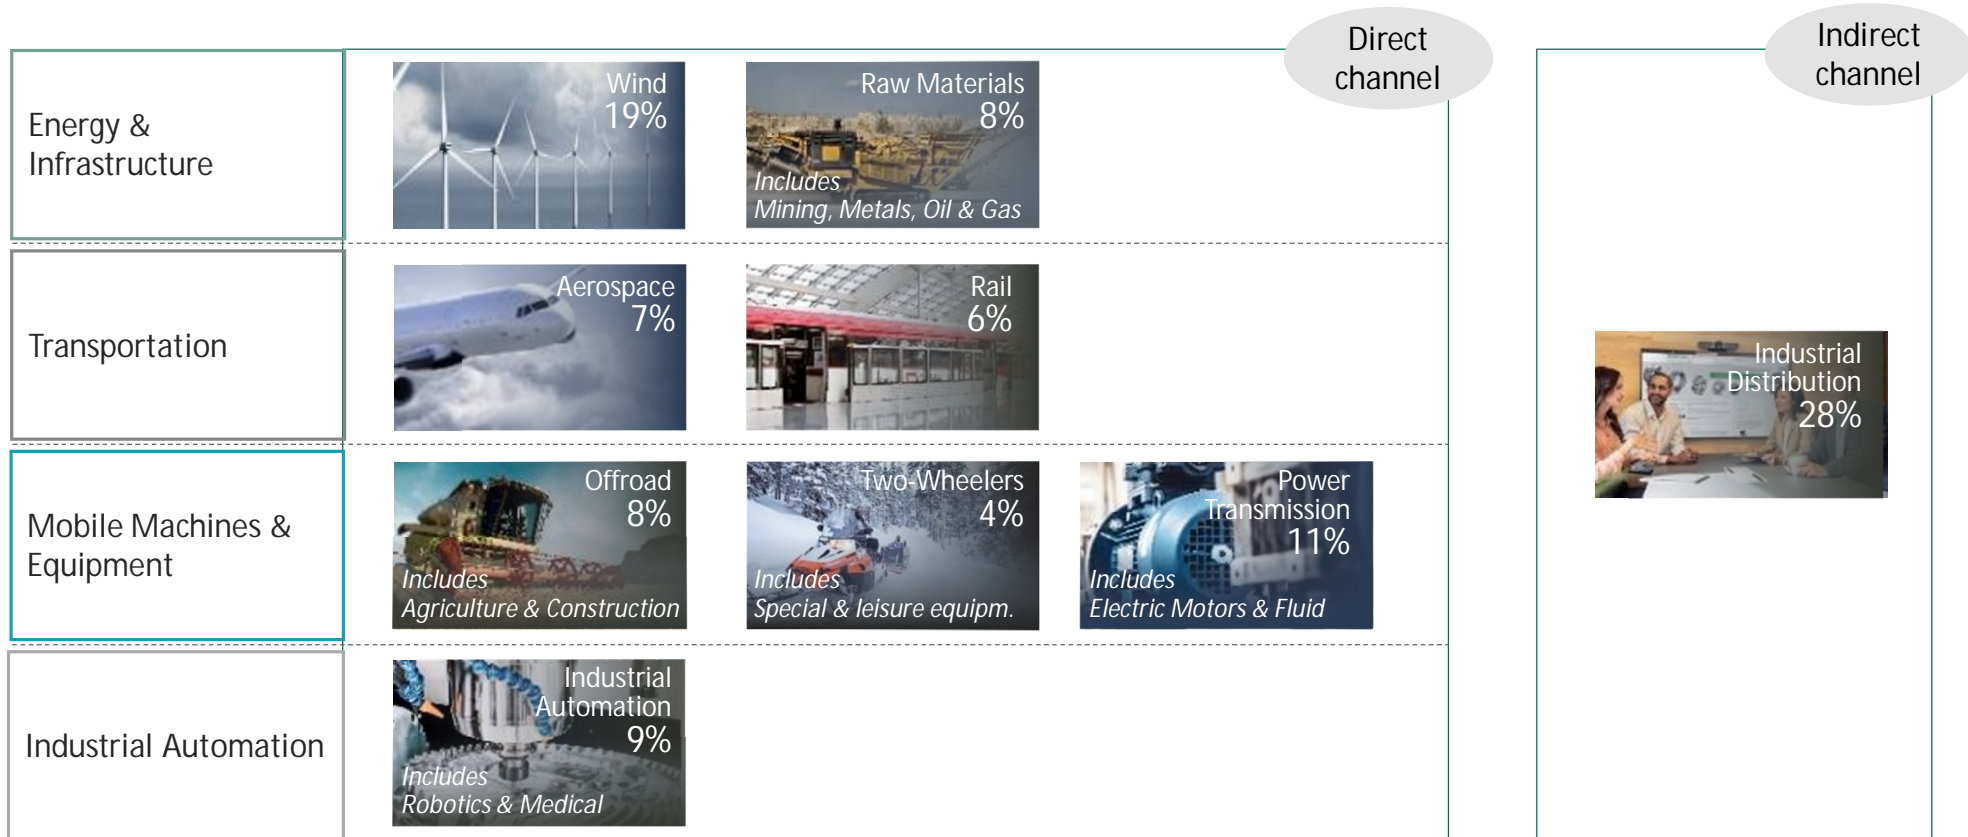 Direct
channel
Indirect
channel
Energy &
Infrastructure
Wind
19%
Raw Materials
8%
Includes
Mining, Metals, Oil & Gas
Transportation
Aerospace
7%
Rail
6%
Industrial
Distribution
28%
Mobile Machines &
Equipment
Offroad
8%
Includes
Agriculture & Construction
Two-Wheelers
4%
Includes
Special & leisure equipm.
Power
Transmission
11%
Includes
Electric Motors & Fluid
Industrial Automation
Industrial
Automation
9%
Includes
Robotics & Medical